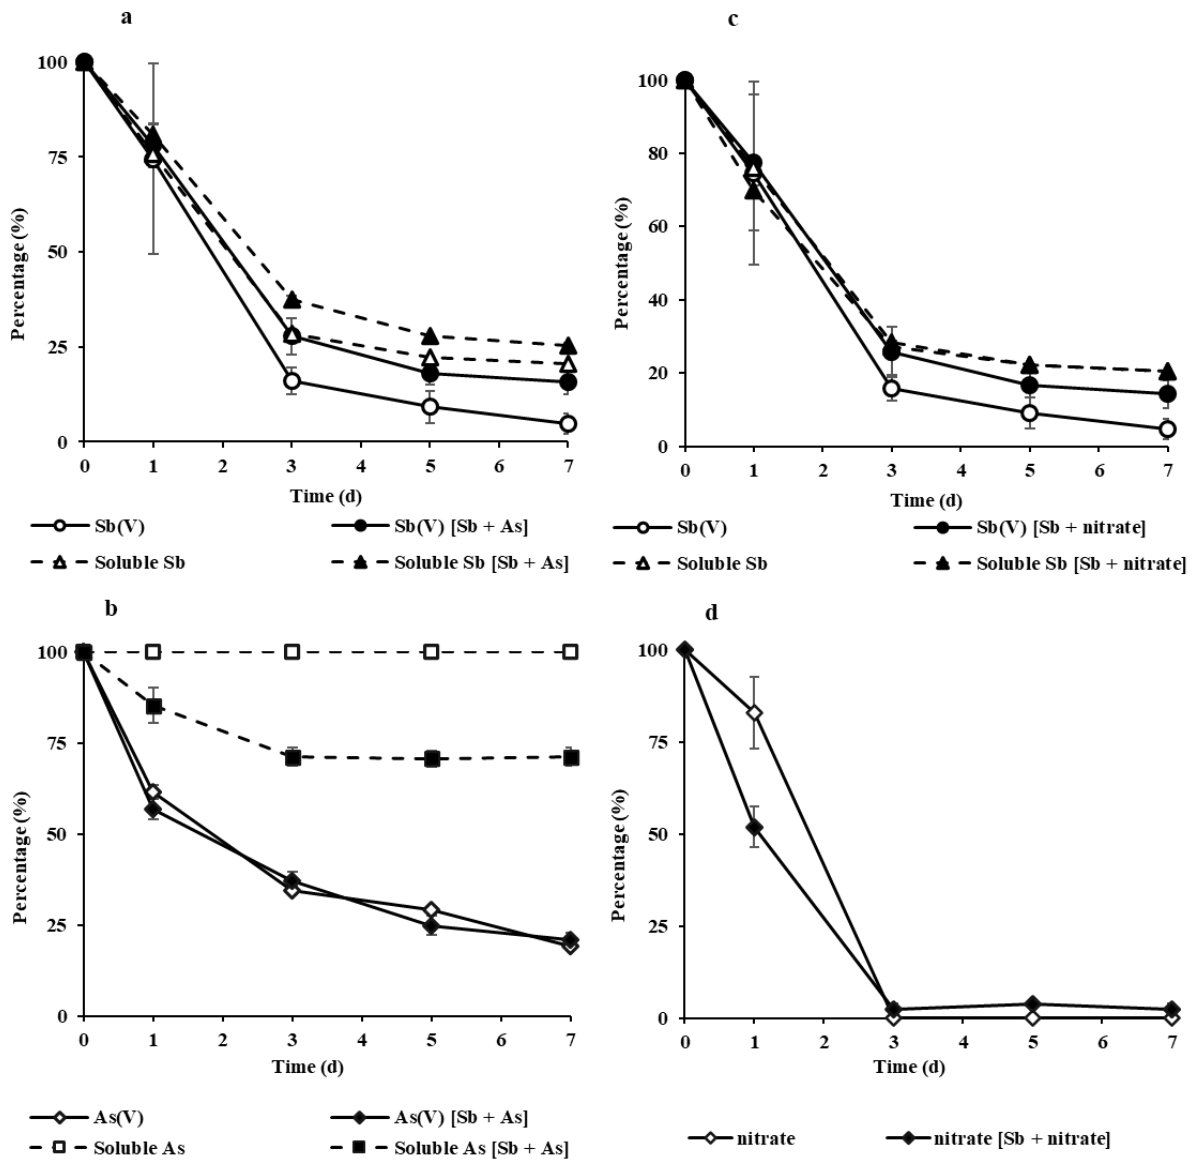 a
Percentage (%)
100
75
50
25
0
0 1 2 3 4 5 6 7
Time (d)
Sb(V) Sb(V) [Sb + As]
Soluble Sb Soluble Sb [Sb + As]
c
Percentage (%)
100
80
60
40
20
0
0 1 2 3 4 5 6 7
Time (d)
Sb(V) Sb(V) [Sb + nitrate]
Soluble Sb Soluble Sb [Sb + nitrate]
b
Percentage (%)
100
75
50
25
0
0 1 2 3 4 5 6 7
Time (d)
As(V) As(V) [Sb + As]
Soluble As Soluble As [Sb + As]
d
Percentage (%)
100
75
50
25
0
0 1 2 3 4 5 6 7
Time (d)
nitrate nitrate [Sb + nitrate]